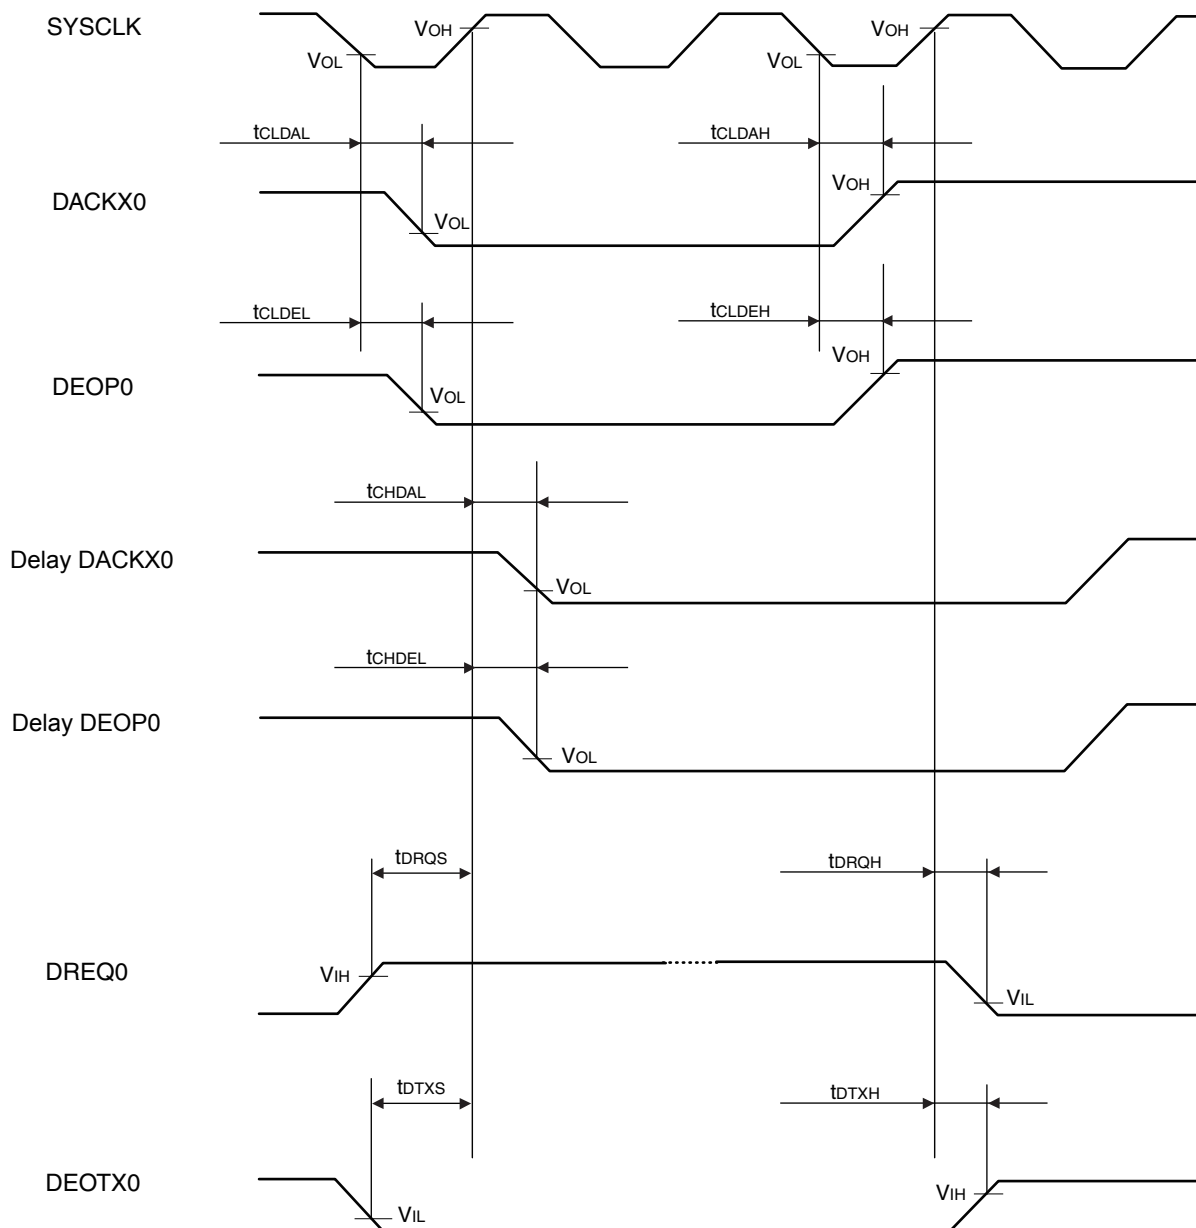 SYSCLK
VOH
VOH
VOL
VOL
tCLDAL
tCLDAH
DACKX0
VOH
VOL
tCLDEL
tCLDEH
DEOP0
VOH
VOL
tCHDAL
Delay DACKX0
VOL
tCHDEL
Delay DEOP0
VOL
tDRQS
tDRQH
DREQ0
VIH
VIL
tDTXS
tDTXH
DEOTX0
VIH
VIL